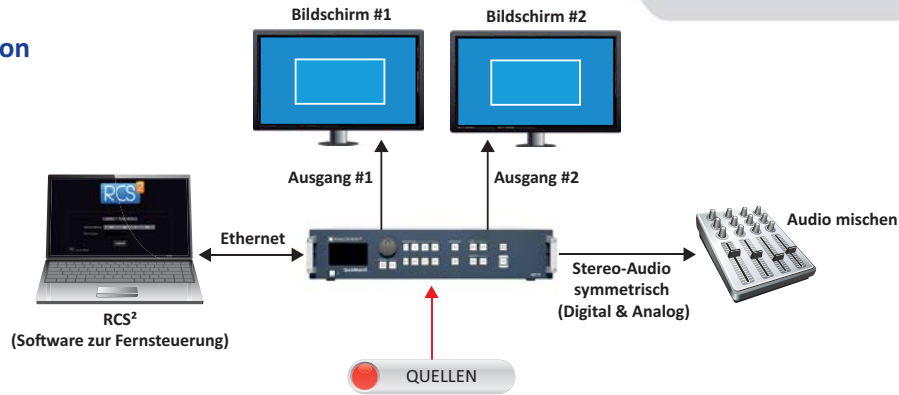 Bildschirm #1
Bildschirm #2
on
Ausgang #1
Ausgang #2
RCS²
Ethernet
Audio mischen
Stereo-Audio
symmetrisch
(Digital & Analog)
RCS²
(Software zur Fernsteuerung)
QUELLEN